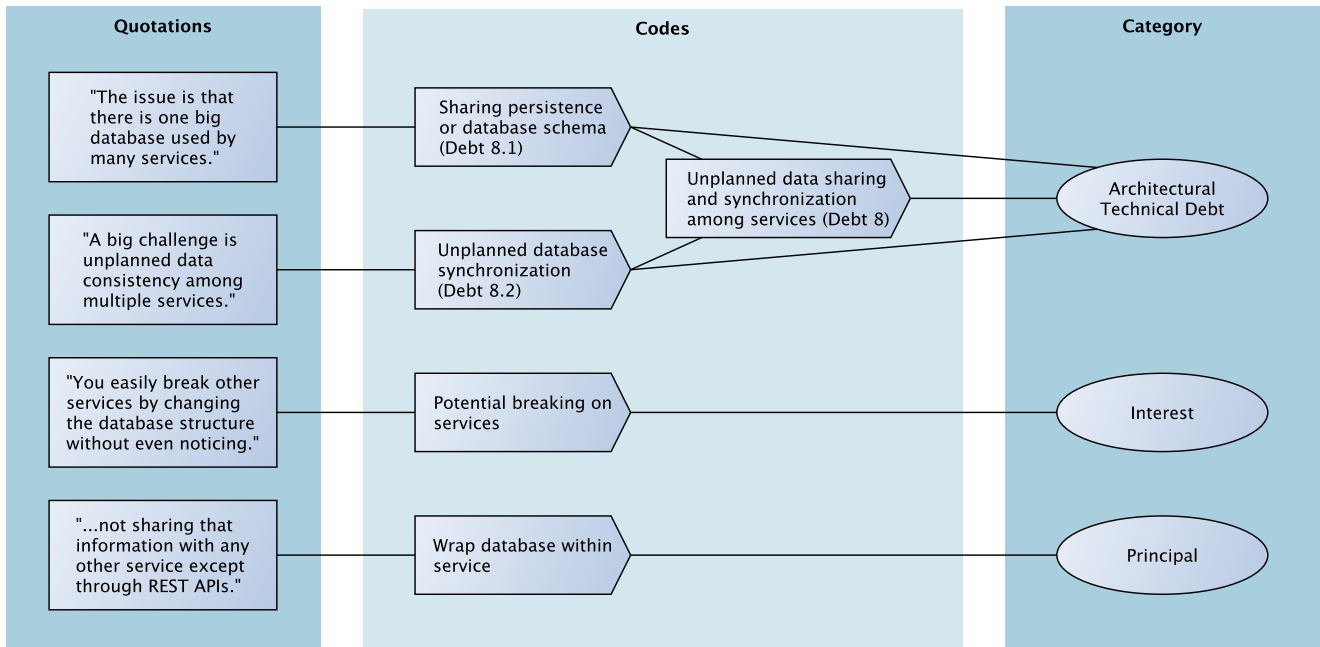 Quotations
Codes
Category
"The issue is that
there is one big
database used by
many services."
Sharing persistence
or database schema
(Debt 8.1)
Unplanned data sharing
and synchronization
among services (Debt 8)
Architectural
Technical Debt
"A big challenge is
unplanned data
consistency among
multiple services."
Unplanned database
synchronization
(Debt 8.2)
"You easily break other
services by changing
the database structure
without even noticing."
Potential breaking on
services
Interest
"...not sharing that
information with any
other service except
through REST APIs."
Wrap database within
service
Principal